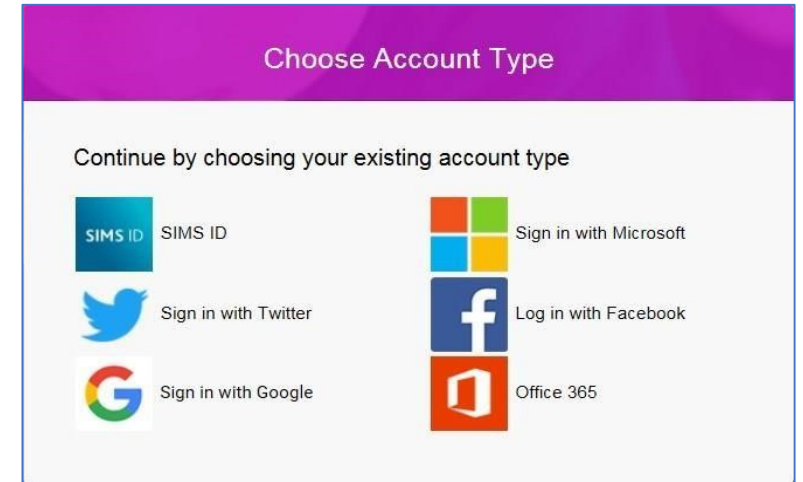 Choose Account Type
Continue by choosing your existing account type
SIMS ID SIMS ID
Sign in with Microsoft
Sign in with Twitter
Log in with Facebook
Sign in with Google
Office 365